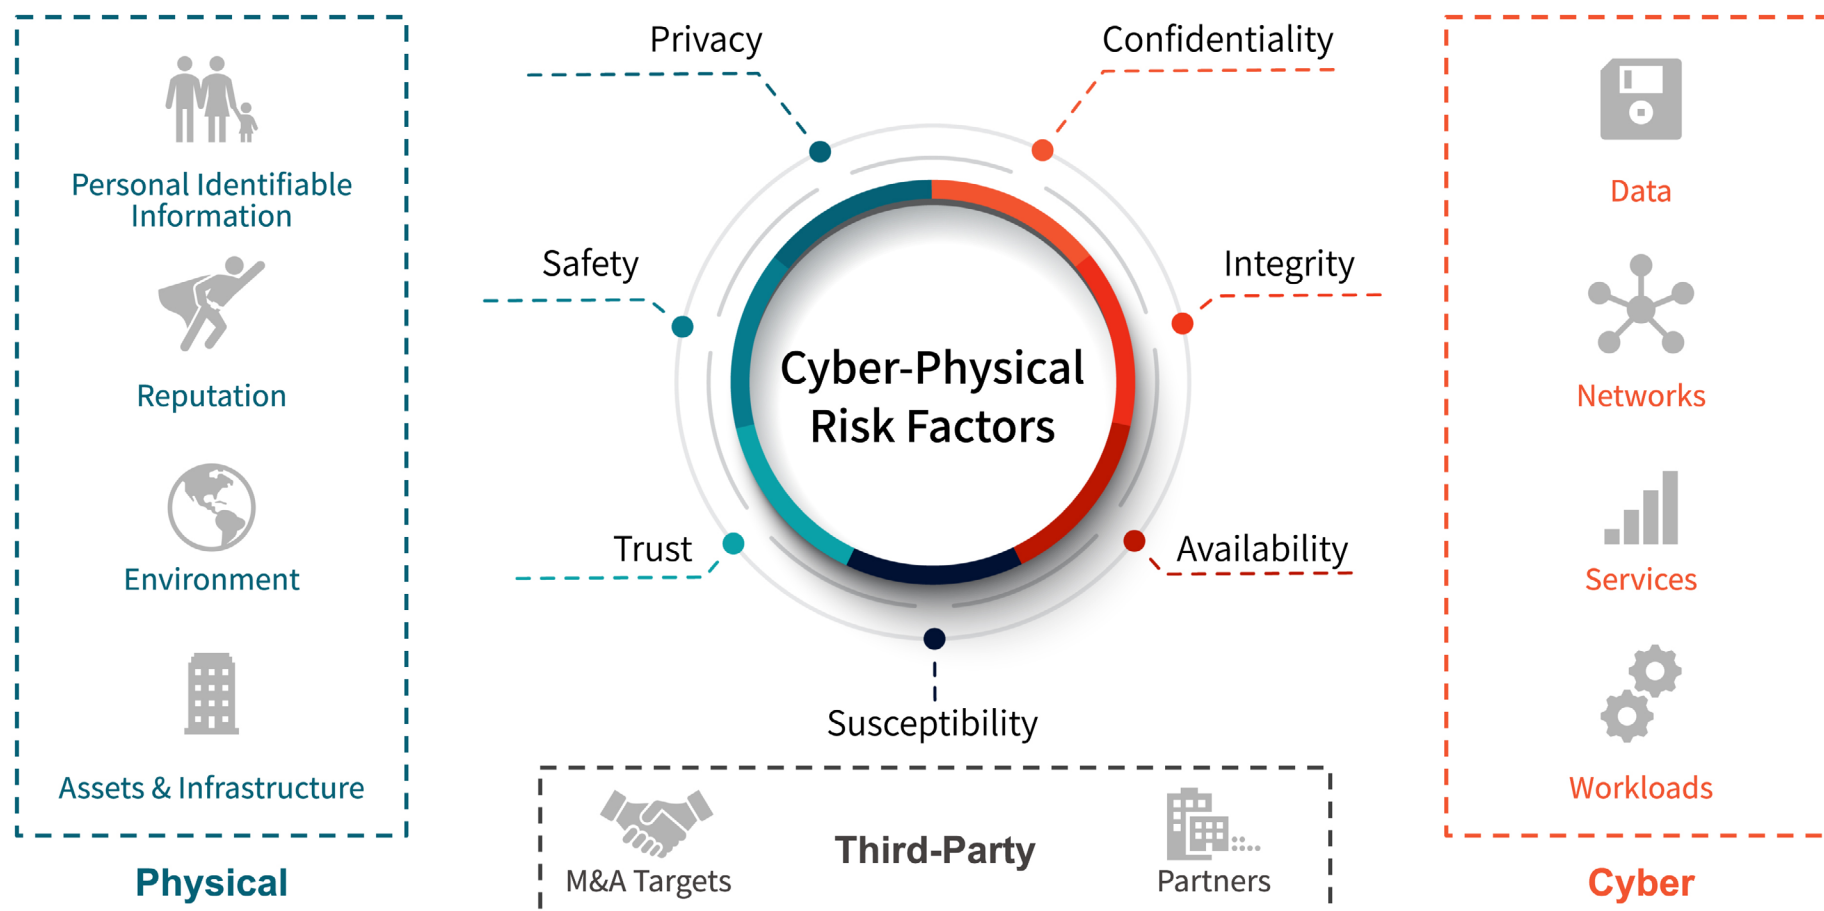 Personal Identifiable
Information
Reputation
Environment
Assets & Infrastructure
Physical
Privacy
Safety
Trust
Cyber-Physical
Risk Factors
Confidentiality
Integrity
Availability
Susceptibility
M&A Targets
Third-Party
Partners
Data
Networks
Services
Workloads
Cyber